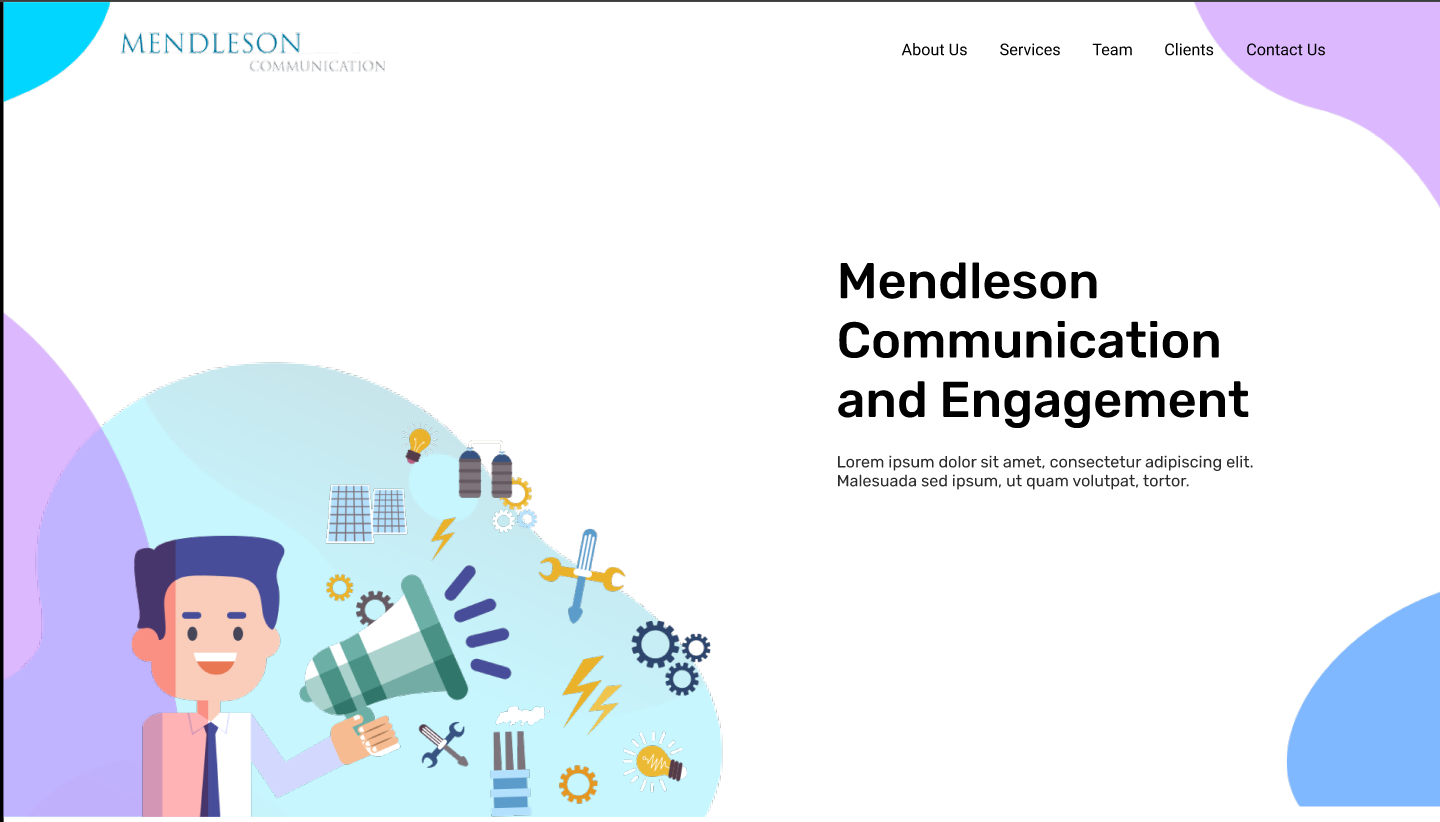 MENDLESON
COMMUNICATION
About Us Services Team Clients Contact Us
Mendleson
Communication
and Engagement
Lorem ipsum dolor sit amet, consectetur adipiscing elit.
Malesuada sed ipsum, ut quam volutpat, tortor.